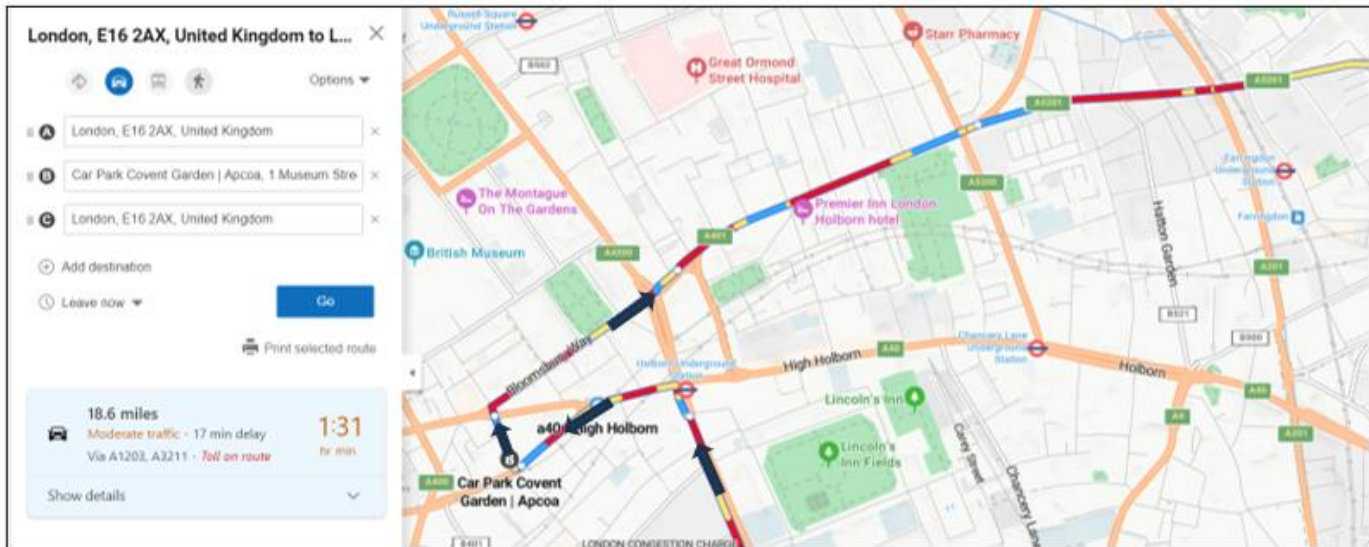 London, E16 2AX, United Kingdom to L...
Options
A
London, E16 2AX, United Kingdom
B
Car Park Covent Garden | Apcoa, 1 Museum Stre
C
London, E16 2AX, United Kingdom
Add destination
Leave now
Go
Print selected route
18.6 miles
Moderate traffic · 17 min delay
Via A1203, A3211 · Toll on route
1:31
hr min
Show details
Russell Square
Underground Station
B502
Great Ormond
Street Hospital
Starr Pharmacy
A5201
A5201
A5201
The Montague
On The Gardens
Premier Inn London
Holborn hotel
A5200
Farringdon
Underground
Station
Farringdon
Hatton Garden
British Museum
A4200
A401
A201
B521
B500
Bloomsbury Way
Holborn Underground
Station
High Holborn
A40
Chancery Lane
Underground
Station
Holborn
A40
a40 High Holborn
Lincoln's Inn
Lincoln's
Inn Fields
Carey Street
Chancery Lane
A4
A201
B
Car Park Covent
Garden | Apcoa
A400
B401
LONDON CONGESTION CHARG